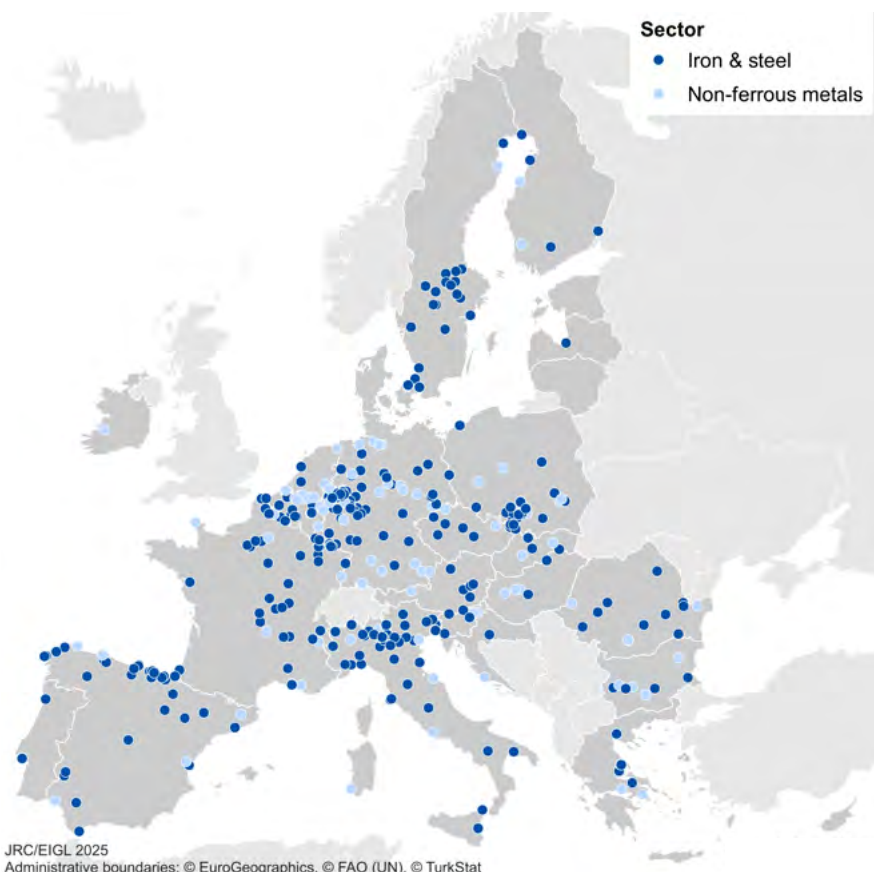 Sector
Iron & steel
Non-ferrous metals
JRC/EIGL 2025
Administrative boundaries: © EuroGeographics, © FAO (UN), © TurkStat